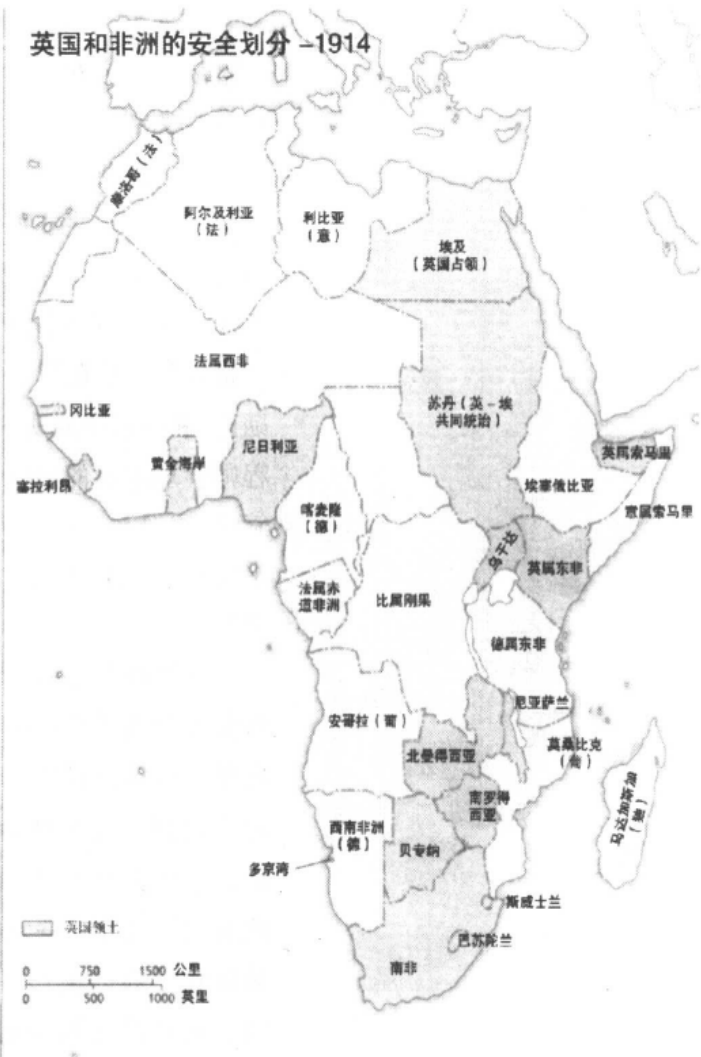 英国和非洲的安全划分 –1914
摩洛哥(法)
阿尔及利亚
(法)
利比亚
(意)
埃及
(英国占领)
法属西非
苏丹(英–埃
共同统治)
冈比亚
塞拉利昂
黄金海岸
尼日利亚
喀麦隆
(德)
埃塞俄比亚
英属索马里
意属索马里
乌干达
英属东非
法属赤
道非洲
比属刚果
德属东非
尼亚萨兰
安哥拉(葡)
北曼得西亚
莫桑比克
(葡)
南罗得
西亚
马达加斯加
西南非洲
(德)
贝专纳
多京湾
斯威士兰
巴苏陀兰
南非
英国领土
0 750 1500 公里
0 500 1000 英里